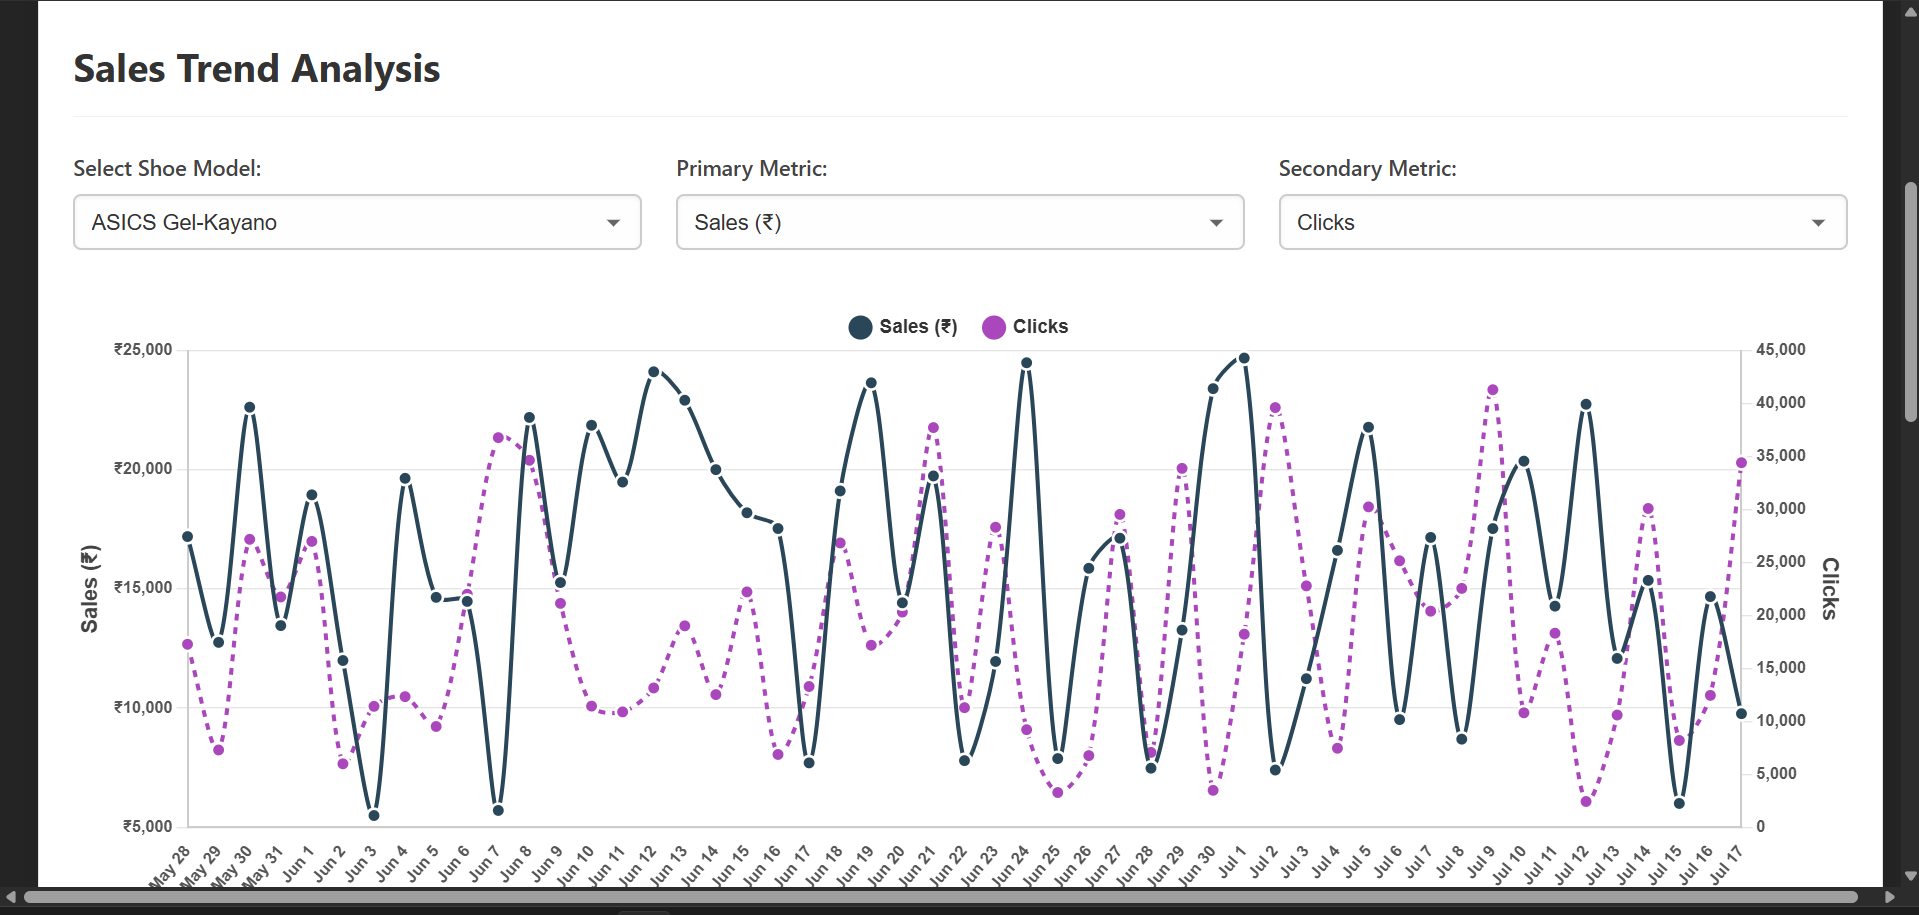 Sales Trend Analysis
Select Shoe Model:
Primary Metric:
Secondary Metric:
ASICS Gel-Kayano
Sales (₹)
Clicks
Sales (₹)
Clicks
₹25,000
₹20,000
₹15,000
₹10,000
₹5,000
Sales (₹)
45,000
40,000
35,000
30,000
25,000
20,000
15,000
10,000
5,000
0
Clicks
May 28
May 29
May 30
May 31
Jun 1
Jun 2
Jun 3
Jun 4
Jun 5
Jun 6
Jun 7
Jun 8
Jun 9
Jun 10
Jun 11
Jun 12
Jun 13
Jun 14
Jun 15
Jun 16
Jun 17
Jun 18
Jun 19
Jun 20
Jun 21
Jun 22
Jun 23
Jun 24
Jun 25
Jun 26
Jun 27
Jun 28
Jun 29
Jun 30
Jul 1
Jul 2
Jul 3
Jul 4
Jul 5
Jul 6
Jul 7
Jul 8
Jul 9
Jul 10
Jul 11
Jul 12
Jul 13
Jul 14
Jul 15
Jul 16
Jul 17